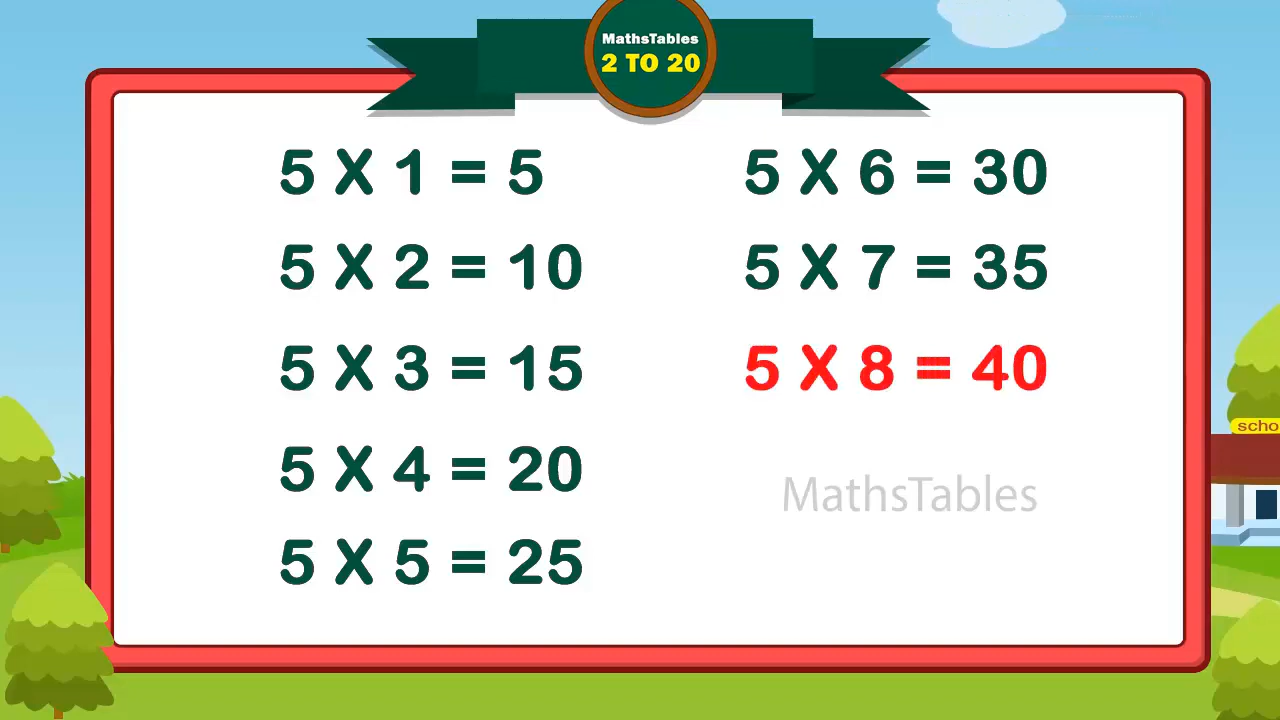 MathsTables
2 TO 20
5 X 1 = 5
5 X 2 = 10
5 X 3 = 15
5 X 4 = 20
5 X 5 = 25
5 X 6 = 30
5 X 7 = 35
5 X 8 = 40
MathsTables
scho